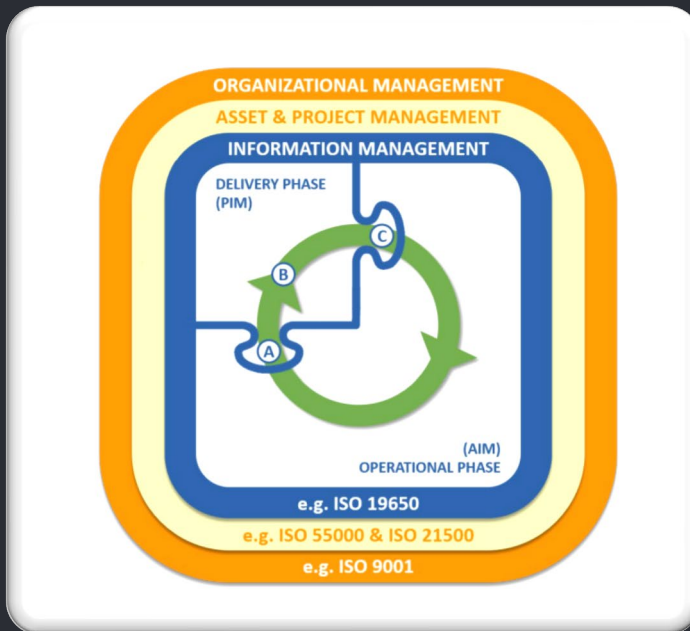 ORGANIZATIONAL MANAGEMENT
ASSET & PROJECT MANAGEMENT
INFORMATION MANAGEMENT
DELIVERY PHASE
(PIM)
C
B
A
(AIM)
OPERATIONAL PHASE
e.g. ISO 19650
e.g. ISO 55000 & ISO 21500
e.g. ISO 9001